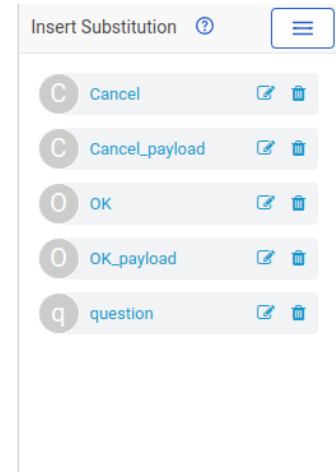 Insert Substitution
C Cancel
C Cancel_payload
O OK
O OK_payload
q question